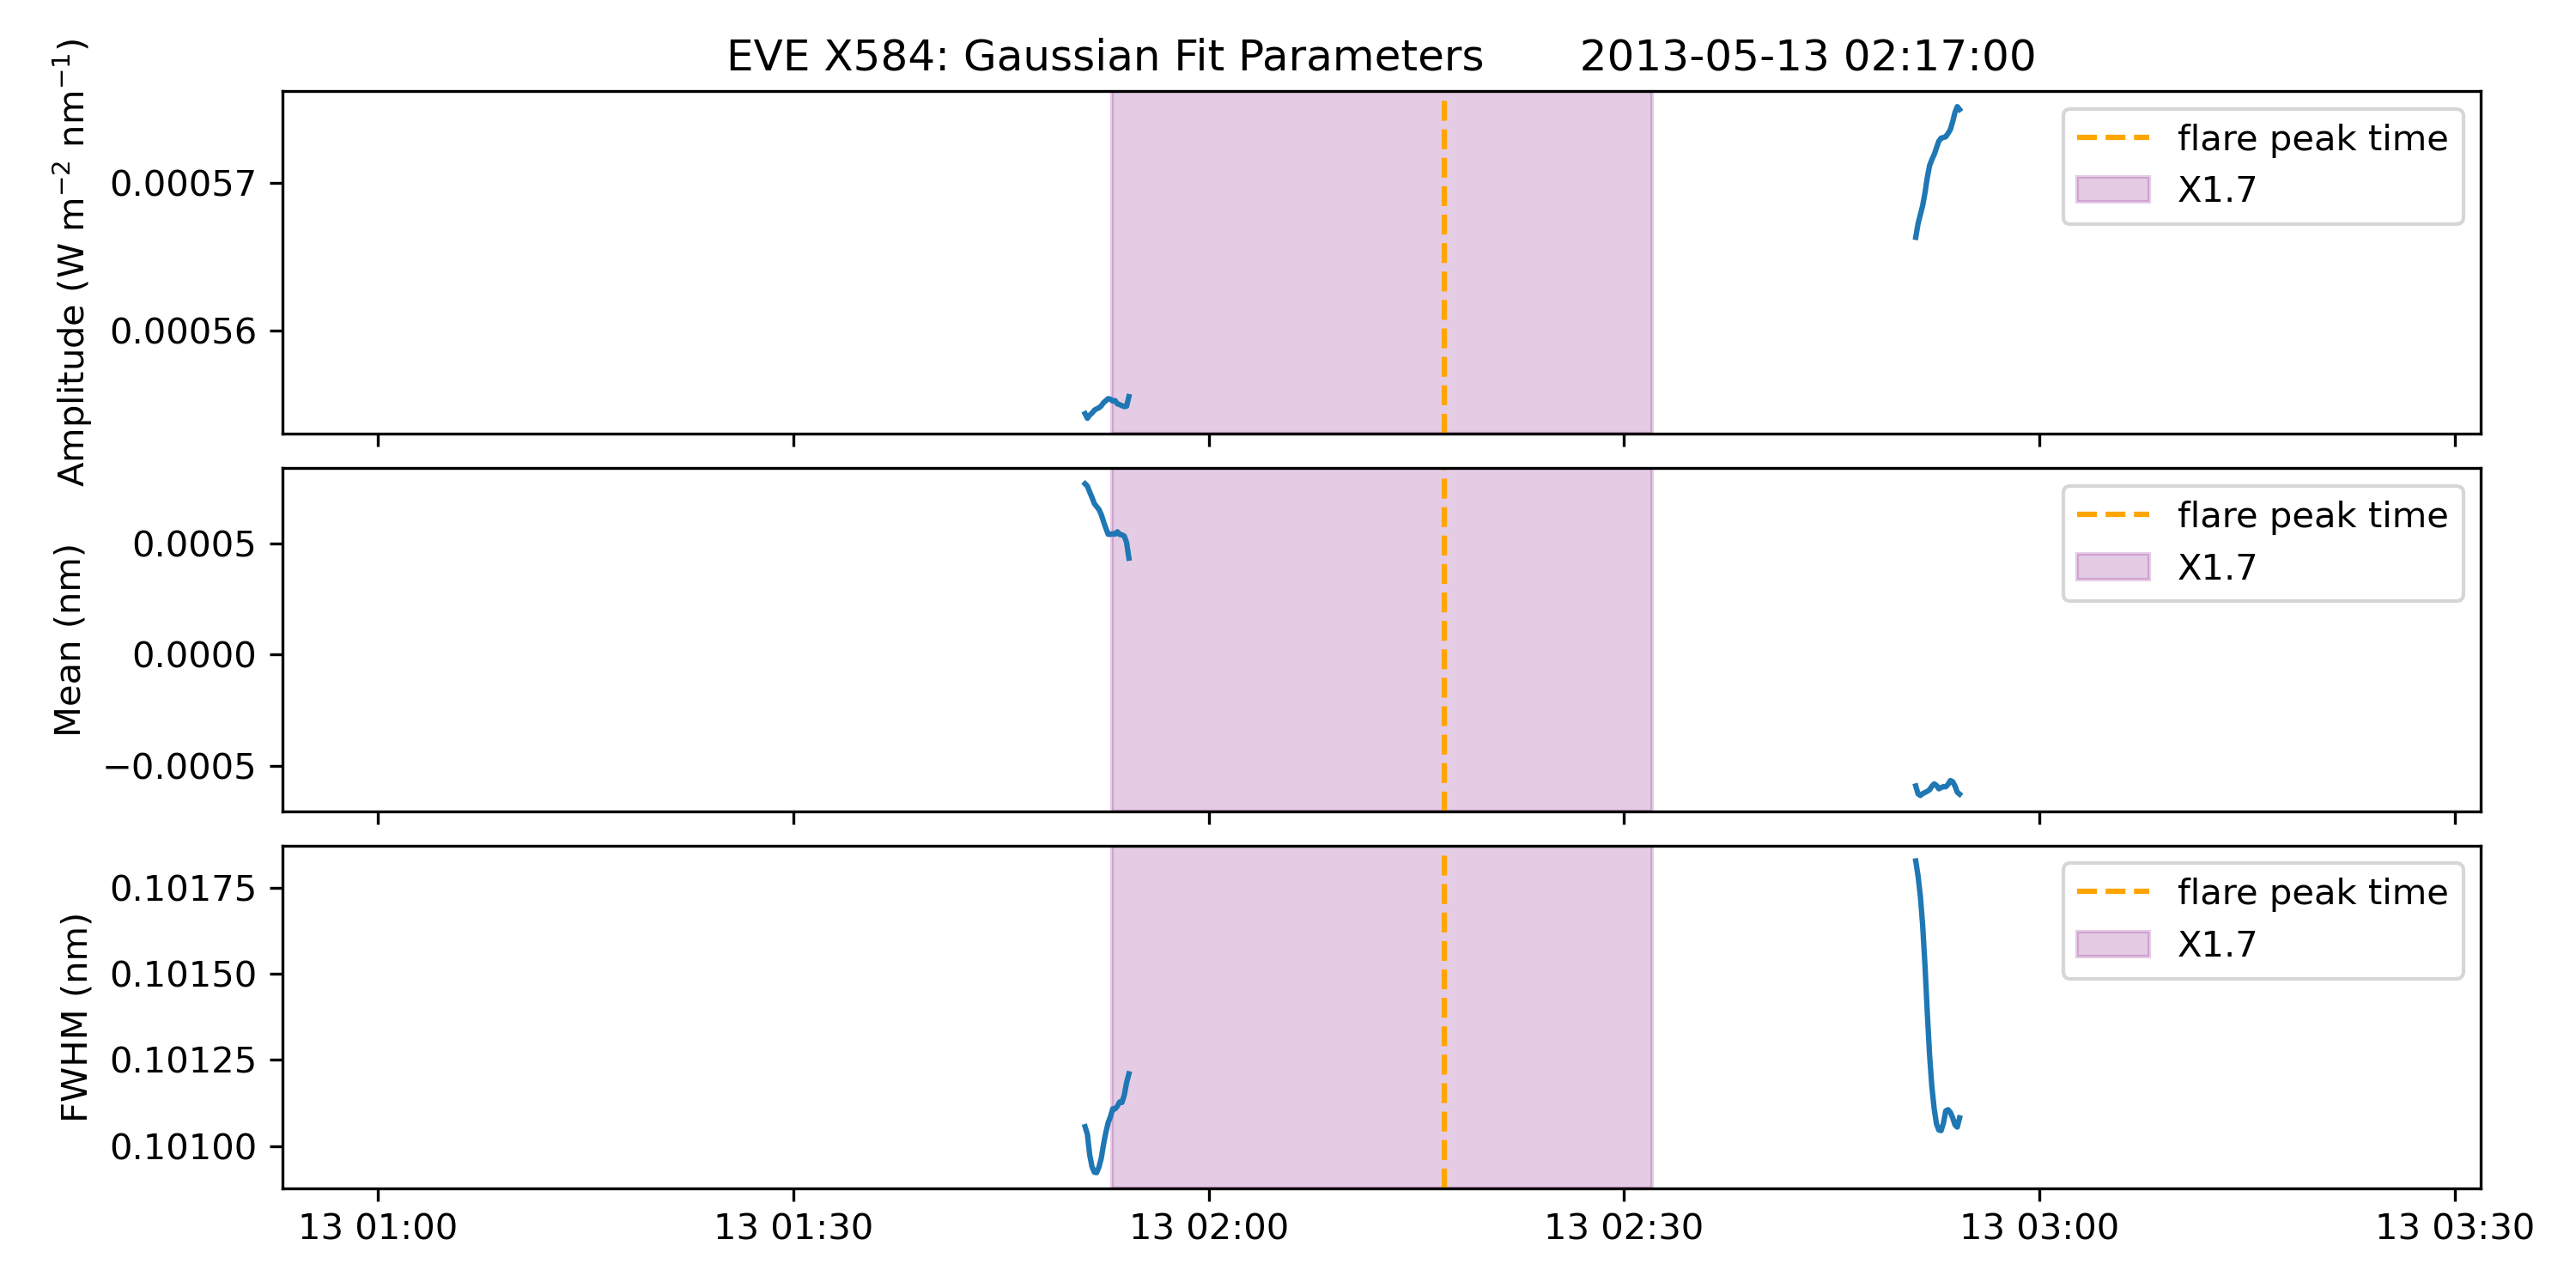 EVE X584: Gaussian Fit Parameters 2013-05-13 02:17:00
Amplitude (W m⁻² nm⁻¹)
0.00057
0.00056
flare peak time
X1.7
Mean (nm)
0.0005
0.0000
−0.0005
flare peak time
X1.7
FWHM (nm)
0.10175
0.10150
0.10125
0.10100
flare peak time
X1.7
13 01:00 13 01:30 13 02:00 13 02:30 13 03:00 13 03:30